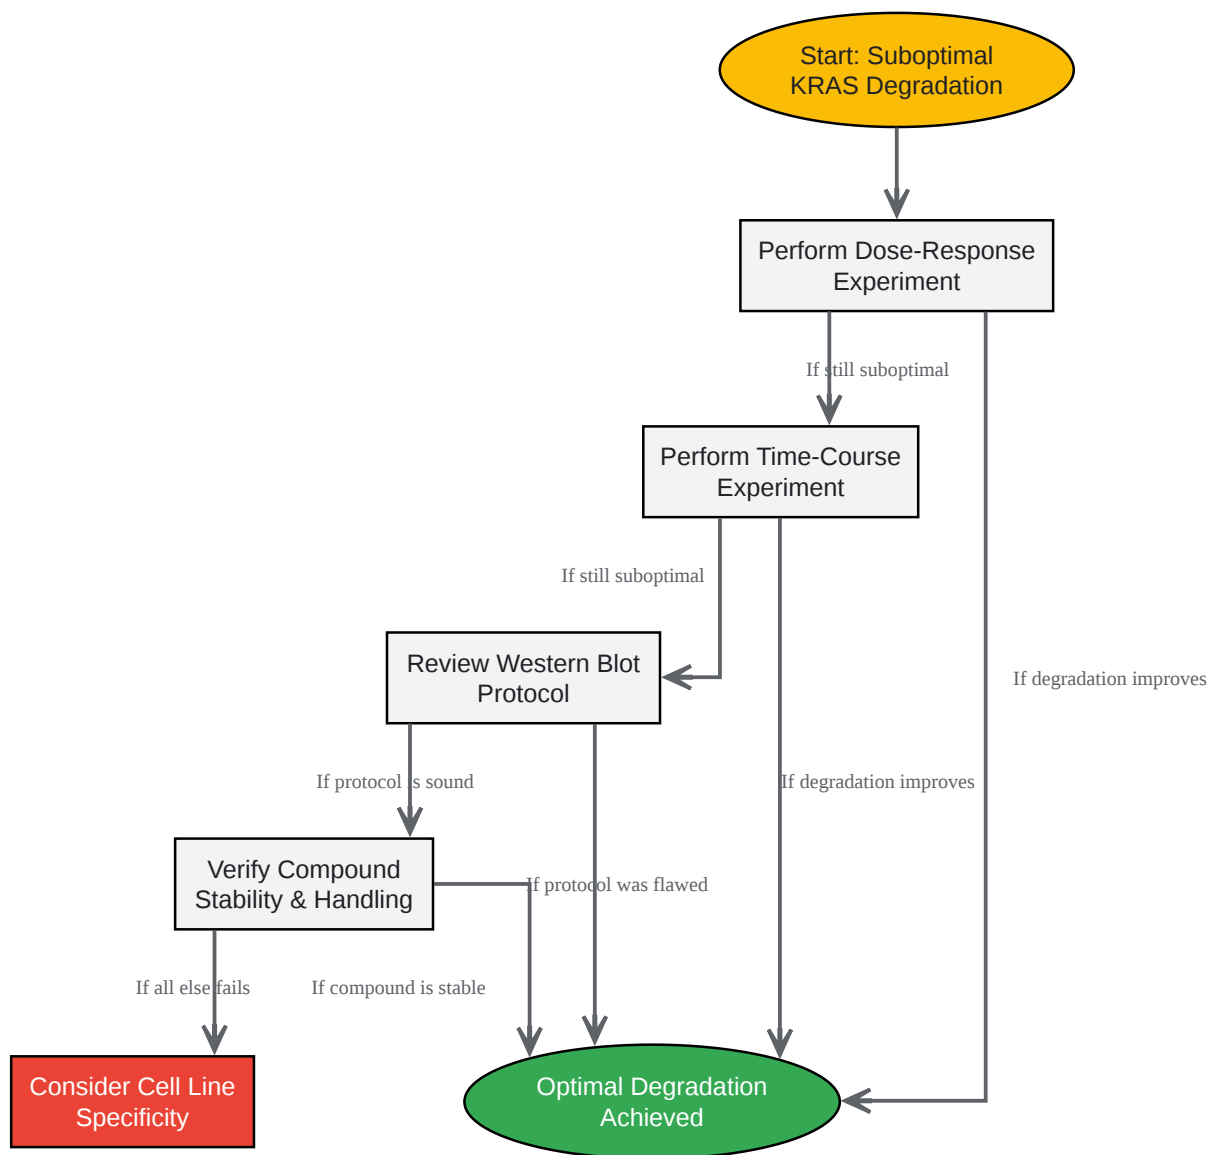 Start: Suboptimal
KRAS Degradation
Perform Dose-Response
Experiment
If still suboptimal
Perform Time-Course
Experiment
If still suboptimal
Review Western Blot
Protocol
If degradation improves
If protocol is sound
If degradation improves
Verify Compound
Stability & Handling
If protocol was flawed
If all else fails
If compound is stable
Consider Cell Line
Specificity
Optimal Degradation
Achieved